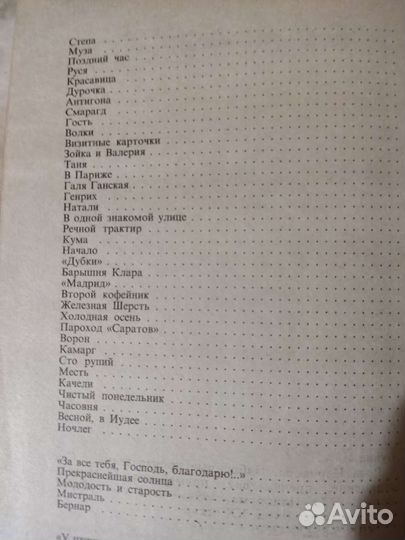 Степа
Муза
Поздний час
Руся
Красавица
Дурочка
Антигона
Смарагд
Гость
Волки
Визитные карточки
Зойка и Валерия
Таня
В Париже
Галя Ганская
Генрих
Натали
В одной знакомой улице
Речной трактир
Кума
Начало
«Дубки»
Барышня Клара
«Мадрид»
Второй кофейник
Железная Шерсть
Холодная осень
Пароход «Саратов»
Ворон
Камарг
Сто рупий
Месть
Качели
Чистый понедельник
Часовня
Весной, в Иудее
Ночлег
«За все тебя, Господь, благодарю!..»
Прекраснейшая солнца
Молодость и старость
Мистраль
Бернар
Avito